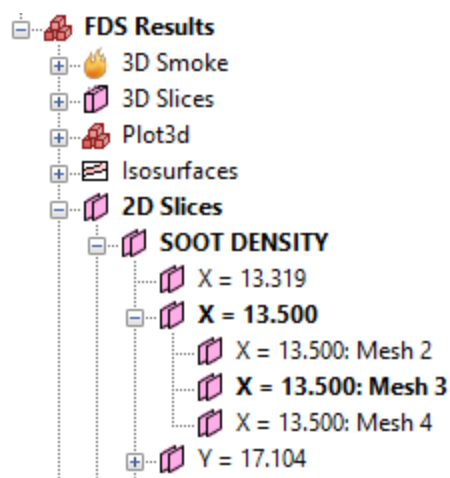 FDS Results
3D Smoke
3D Slices
Plot3d
Isosurfaces
2D Slices
SOOT DENSITY
X = 13.319
X = 13.500
X = 13.500: Mesh 2
X = 13.500: Mesh 3
X = 13.500: Mesh 4
Y = 17.104